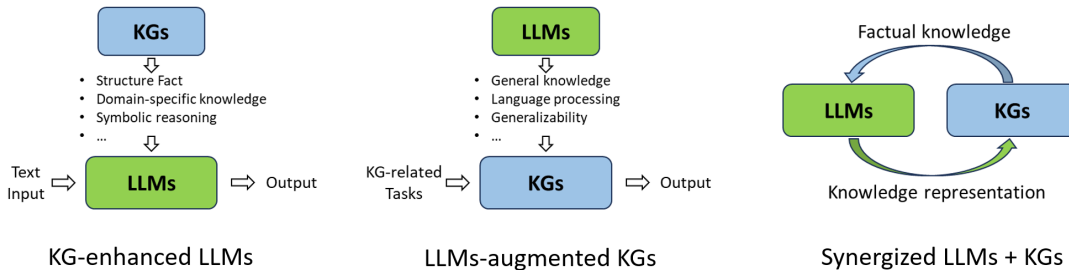 KGs
• Structure Fact
• Domain-specific knowledge
• Symbolic reasoning
• ...
Text
Input
LLMs
Output
KG-enhanced LLMs
LLMs
• General knowledge
• Language processing
• Generalizability
• ...
KG-related
Tasks
KGs
Output
LLMs-augmented KGs
Factual knowledge
LLMs
KGs
Knowledge representation
Synergized LLMs + KGs